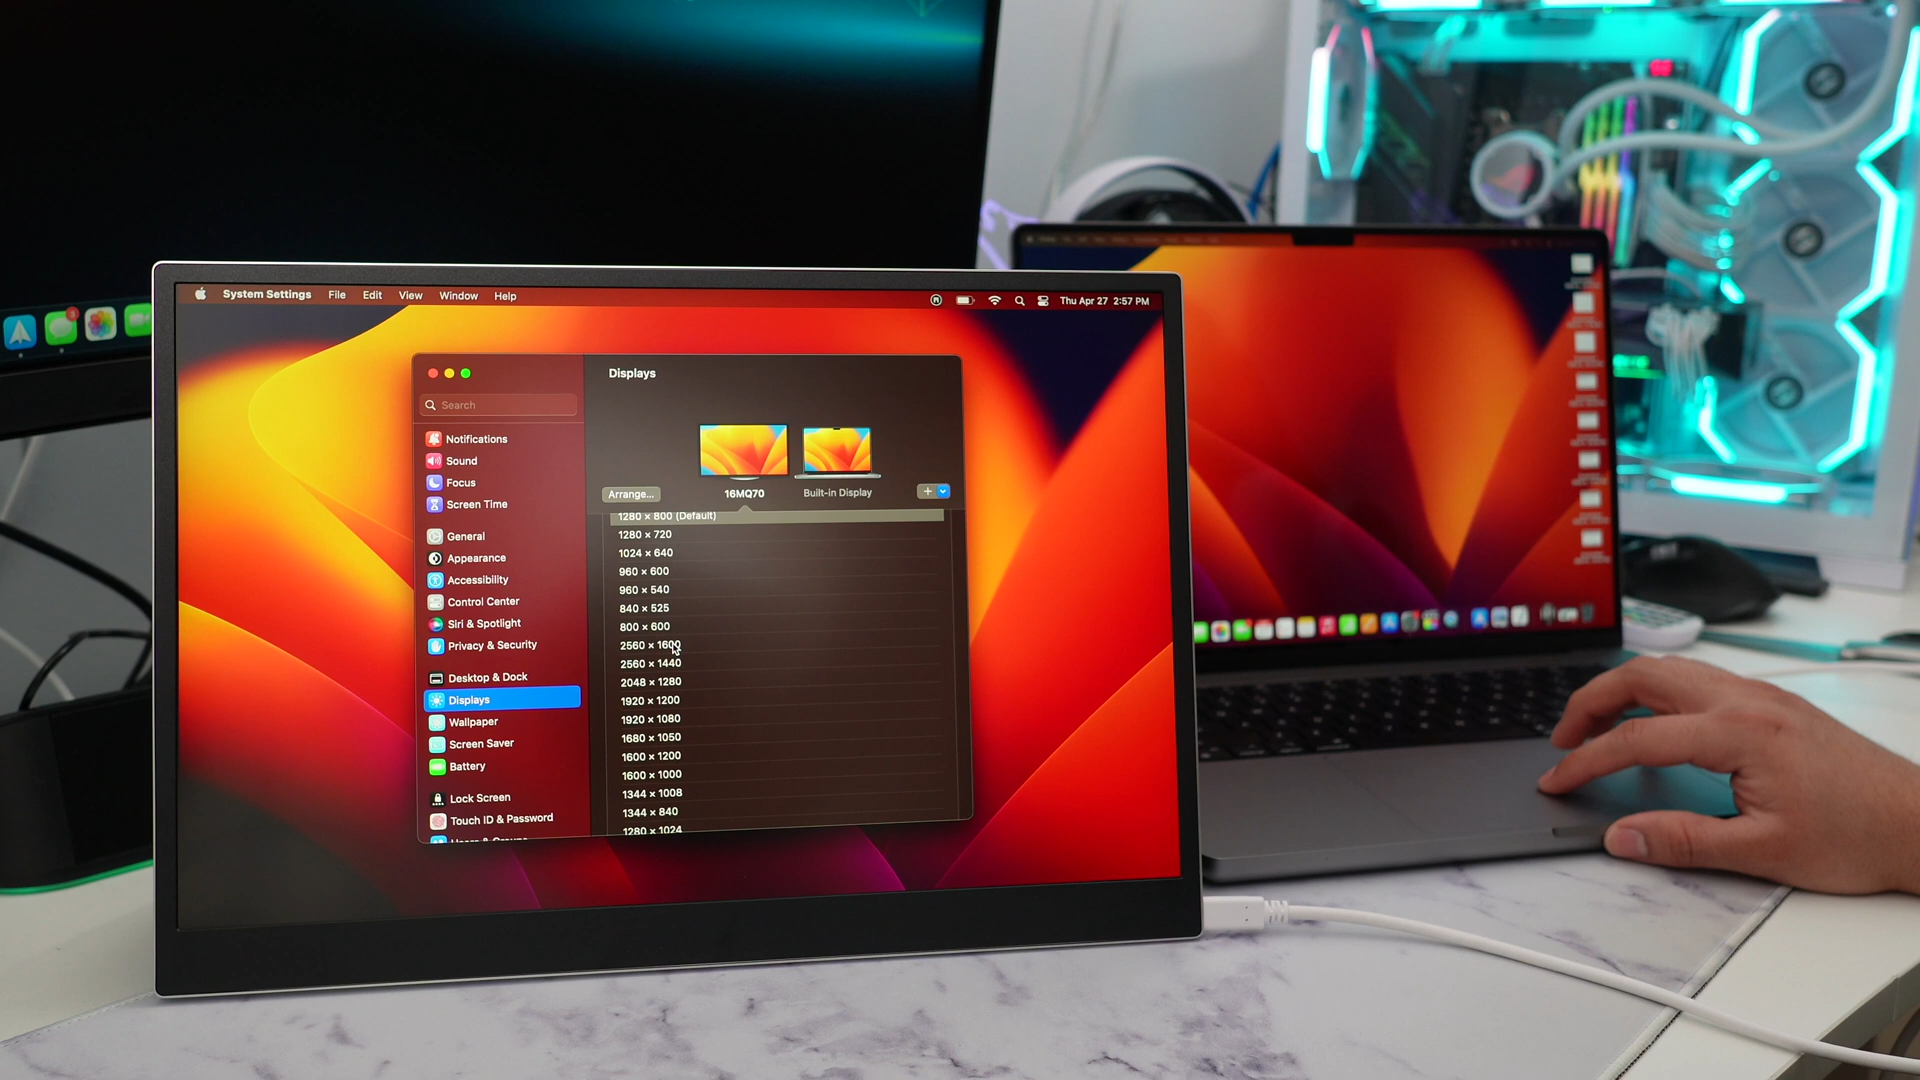 System Settings File Edit View Window Help
Thu Apr 27 2:57 PM
Search
Notifications
Sound
Focus
Screen Time
General
Appearance
Accessibility
Control Center
Siri & Spotlight
Privacy & Security
Desktop & Dock
Displays
Wallpaper
Screen Saver
Battery
Lock Screen
Touch ID & Password
Displays
Arrange...
16MQ70
Built-in Display
1280 × 800 (Default)
1280 × 720
1024 × 640
960 × 600
960 × 540
840 × 525
800 × 600
2560 × 1600
2560 × 1440
2048 × 1280
1920 × 1200
1920 × 1080
1680 × 1050
1600 × 1200
1600 × 1000
1344 × 1008
1344 × 840
1280 × 1024
3